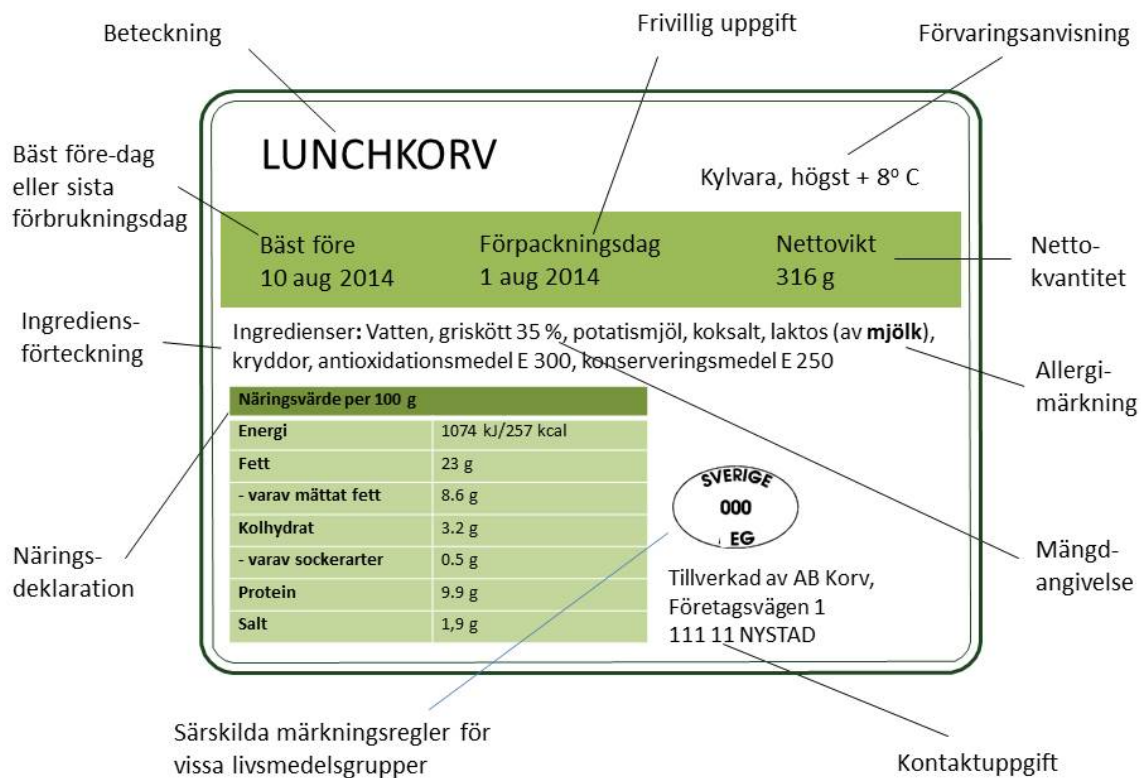 Beteckning
Frivillig uppgift
Förvaringsanvisning
Bäst före-dag
eller sista
förbrukningsdag
LUNCHKORV
Kylvara, högst + 8º C
Bäst före
10 aug 2014
Förpackningsdag
1 aug 2014
Nettovikt
316 g
Netto-
kvantitet
Ingrediens-
förteckning
Ingredienser: Vatten, griskött 35 %, potatismjöl, koksalt, laktos (av mjölk),
kryddor, antioxidationsmedel E 300, konserveringsmedel E 250
Allergi-
märkning
Näringsvärde per 100 g
Energi 1074 kJ/257 kcal
Fett 23 g
- varav mättat fett 8.6 g
Kolhydrat 3.2 g
- varav sockerarter 0.5 g
Protein 9.9 g
Salt 1,9 g
Närings-
deklaration
SVERIGE
000
EG
Mängd-
angivelse
Tillverkad av AB Korv,
Företagsvägen 1
111 11 NYSTAD
Särskilda märkningsregler för
vissa livsmedelsgrupper
Kontaktuppgift